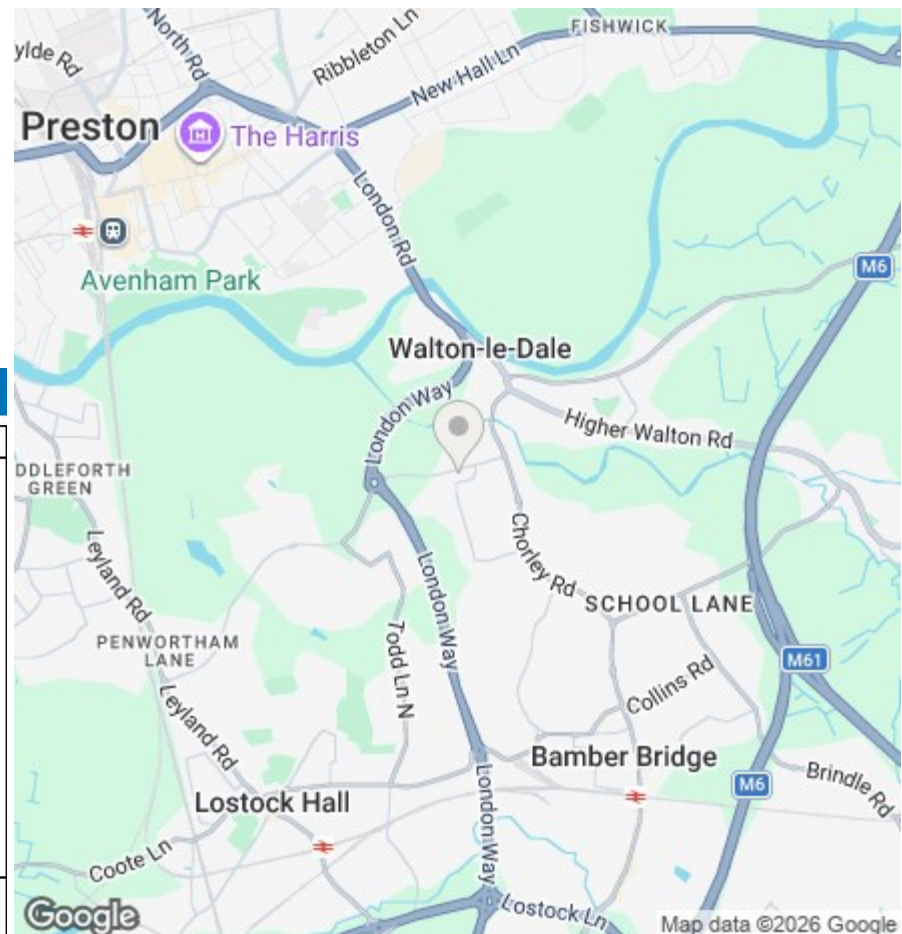 FISHWICK
North Rd
Ribbleton Ln
ylde Rd
New Hall Ln
Preston
The Harris
London Rd
M6
Avenham Park
Walton-le-Dale
London Way
Higher Walton Rd
DDLEFORTH
GREEN
Leyland Rd
Chorley Rd
London Way
SCHOOL LANE
PENWORTHAM
LANE
Todd Ln N
M61
Collins Rd
Leyland Rd
Bamber Bridge
M6
Brindle Rd
Lostock Hall
London Way
Coote Ln
Lostock Ln
Google
Map data ©2026 Google